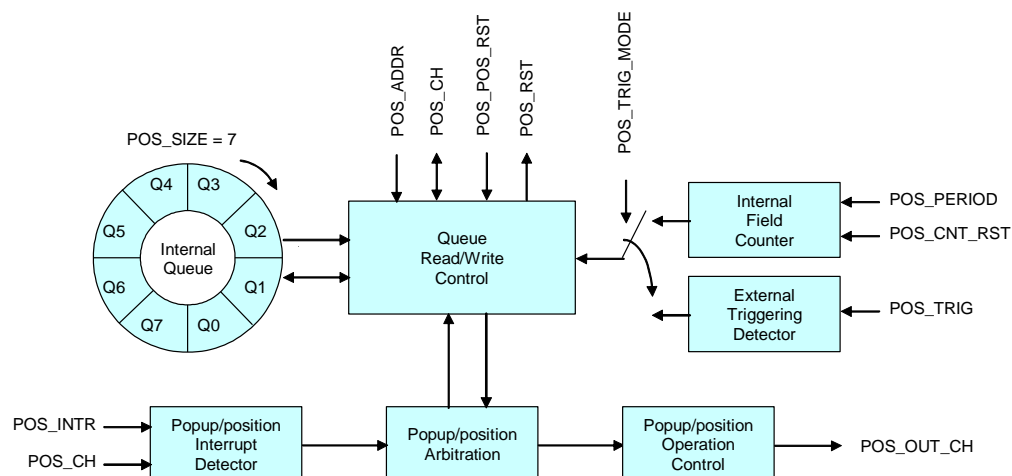 POS_ADDR
POS_CH
POS_POS_RST
POS_RST
POS_TRIG_MODE
POS_SIZE = 7
Q4
Q3
Q5
Q2
Internal
Queue
Q6
Q1
Q7
Q0
Queue
Read/Write
Control
Internal
Field
Counter
POS_PERIOD
POS_CNT_RST
External
Triggering
Detector
POS_TRIG
POS_INTR
POS_CH
Popup/position
Interrupt
Detector
Popup/position
Arbitration
Popup/position
Operation
Control
POS_OUT_CH